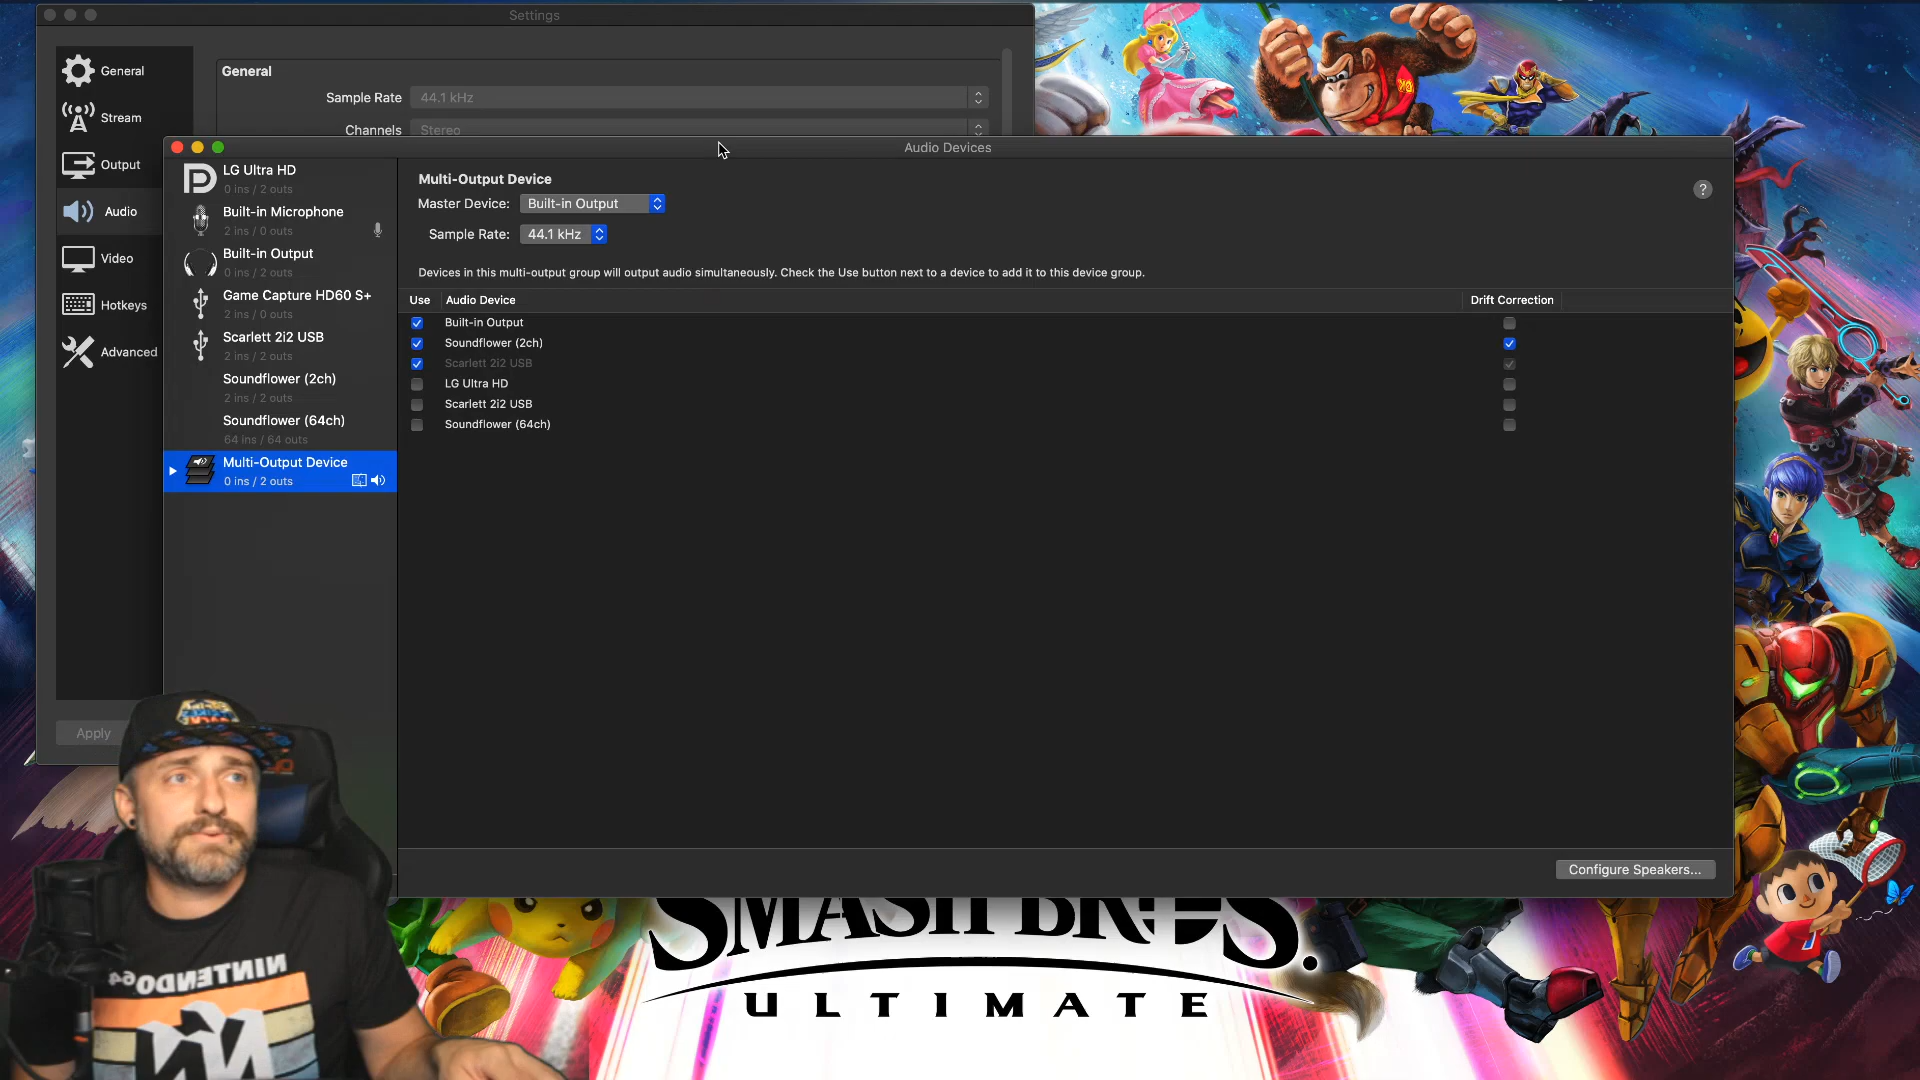 Settings
General
Stream
Output
Audio
Video
Hotkeys
Advanced
Apply
General
Sample Rate 44.1 kHz
Channels Stereo
Audio Devices
LG Ultra HD
0 ins / 2 outs
Built-in Microphone
2 ins / 0 outs
Built-in Output
0 ins / 2 outs
Game Capture HD60 S+
2 ins / 0 outs
Scarlett 2i2 USB
2 ins / 2 outs
Soundflower (2ch)
2 ins / 2 outs
Soundflower (64ch)
64 ins / 64 outs
Multi-Output Device
0 ins / 2 outs
Multi-Output Device
?
Master Device: Built-in Output
Sample Rate: 44.1 kHz
Devices in this multi-output group will output audio simultaneously. Check the Use button next to a device to add it to this device group.
Use Audio Device Drift Correction
Built-in Output
Soundflower (2ch)
Scarlett 2i2 USB
LG Ultra HD
Scarlett 2i2 USB
Soundflower (64ch)
Configure Speakers...
SMASH BROS.
ULTIMATE
NINTENDO64